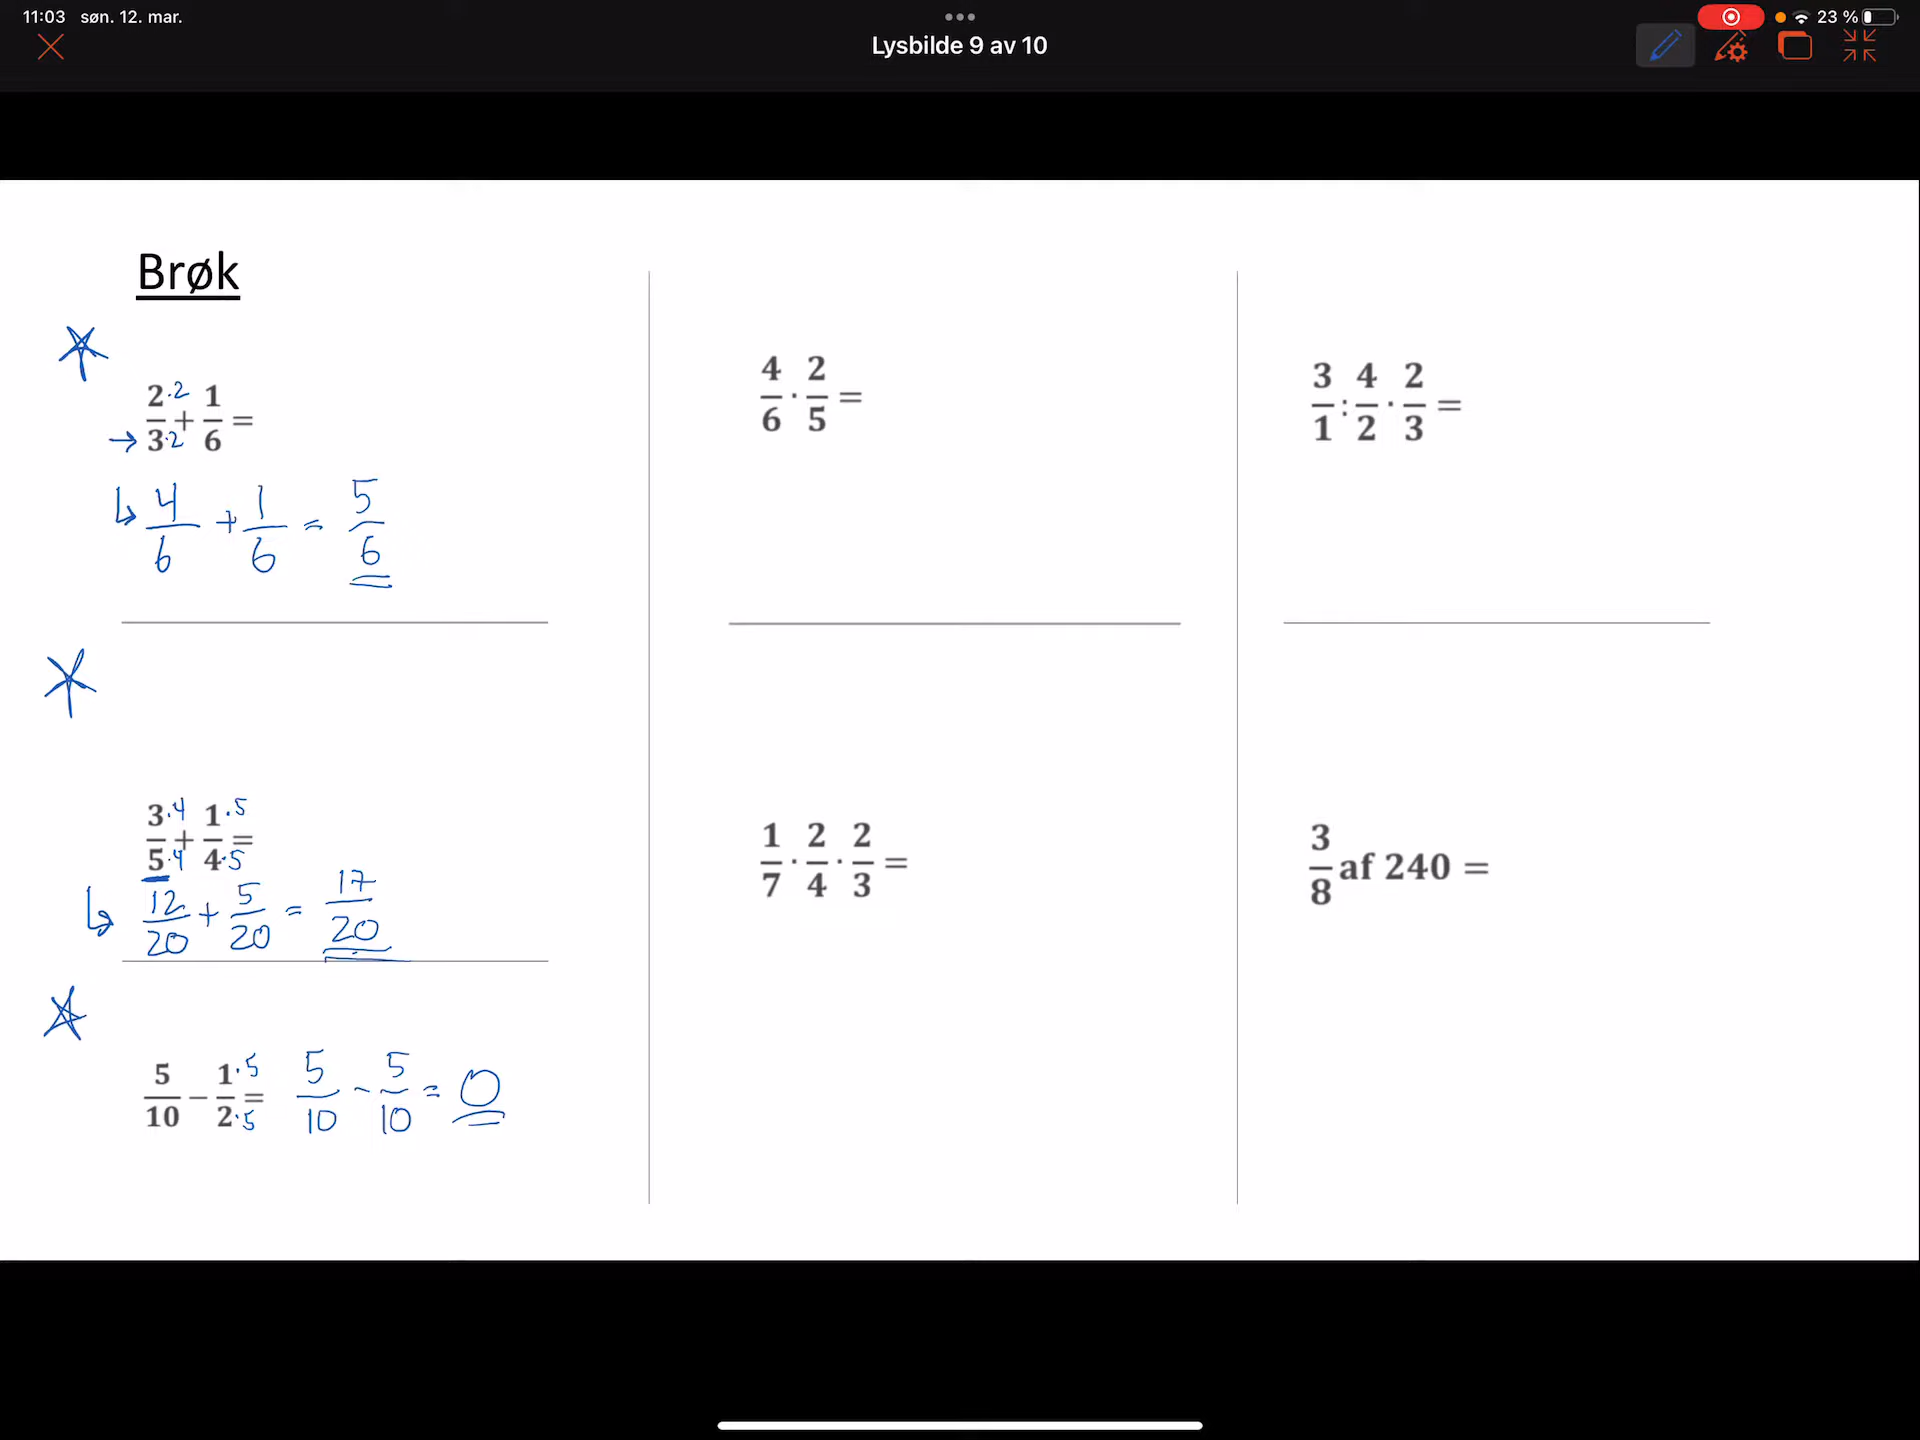 11:03 søn. 12. mar.
23 %
Lysbilde 9 av 10
Brøk
2·2/3·2 + 1/6 =
→
↳ 4/6 + 1/6 = 5/6
3·4/5·4 + 1·5/4·5 =
↳ 12/20 + 5/20 = 17/20
5/10 − 1·5/2·5 = 5/10 − 5/10 = 0
4/6 · 2/5 =
1/7 · 2/4 · 2/3 =
3/1 : 4/2 · 2/3 =
3/8 af 240 =